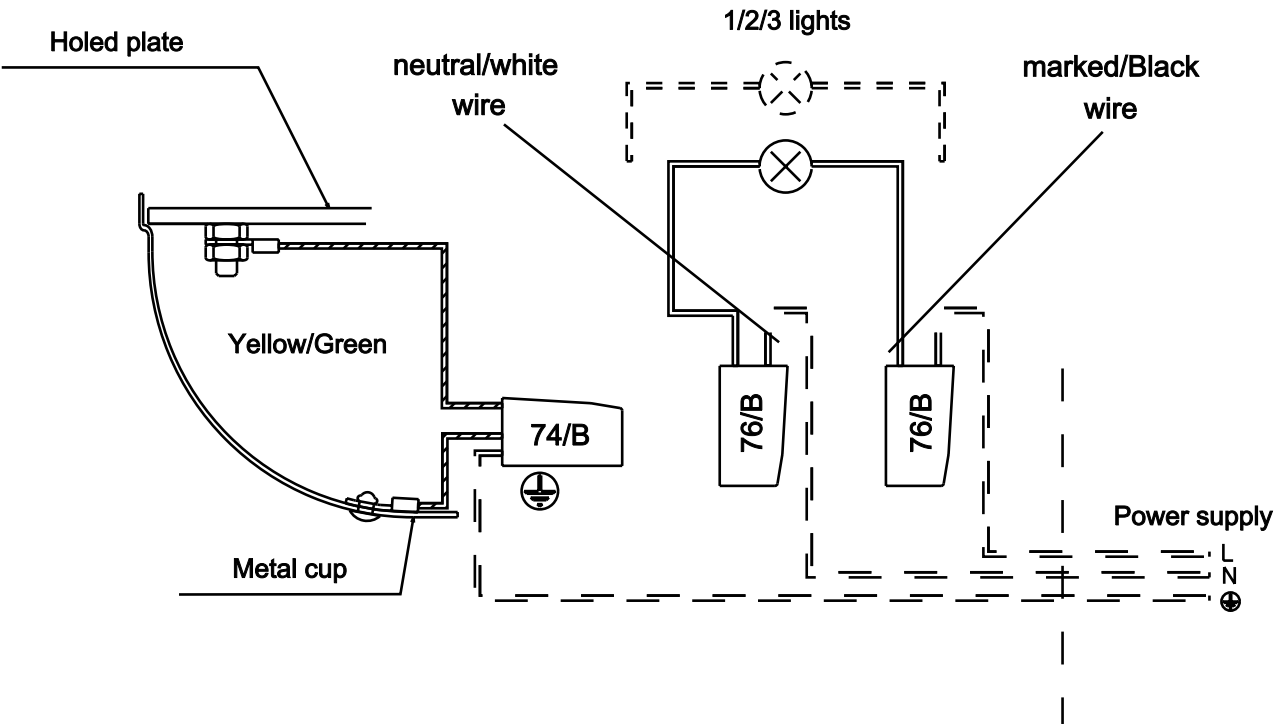 1/2/3 lights
Holed plate
neutral/white
wire
marked/Black
wire
Yellow/Green
74/B
76/B
76/B
Power supply
L
N
Metal cup